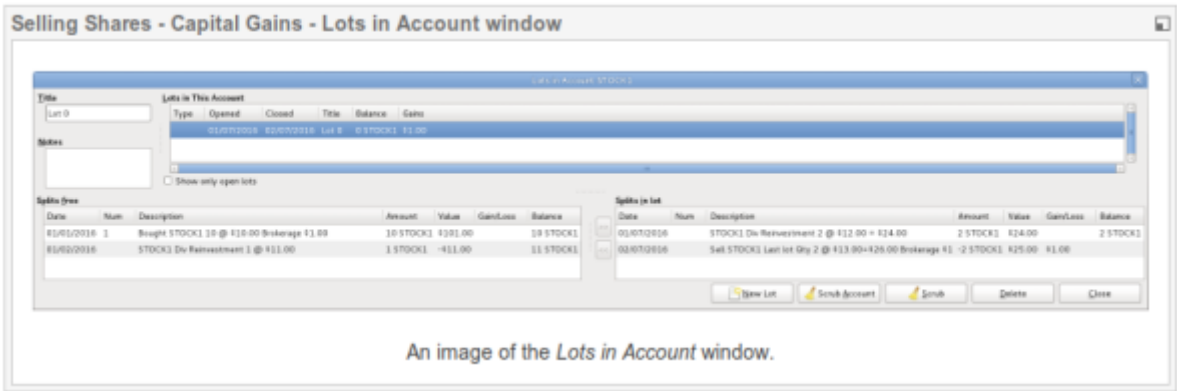 Selling Shares - Capital Gains - Lots in Account window
Lots in Account STOCK1
Title
Lot 0
Notes
Lots in This Account
Type Opened Closed Title Balance Gains
01/07/2016 02/07/2016 Lot 0 0 STOCK1 $1.00
Show only open lots
Splits free
Date Num Description Amount Value Gain/Loss Balance
01/01/2016 1 Bought STOCK1 10 @ $10.00 Brokerage $1.00 10 STOCK1 $101.00 10 STOCK1
01/02/2016 STOCK1 Div Reinvestment 1 @ $11.00 1 STOCK1 -$11.00 11 STOCK1
>>
<<
Splits in lot
Date Num Description Amount Value Gain/Loss Balance
01/07/2016 STOCK1 Div Reinvestment 2 @ $12.00 = $24.00 2 STOCK1 $24.00 2 STOCK1
02/07/2016 Sell STOCK1 Last lot Qty 2 @ $13.00=$26.00 Brokerage $1 -2 STOCK1 $25.00 $1.00
New Lot Scrub Account Scrub Delete Close
An image of the Lots in Account window.